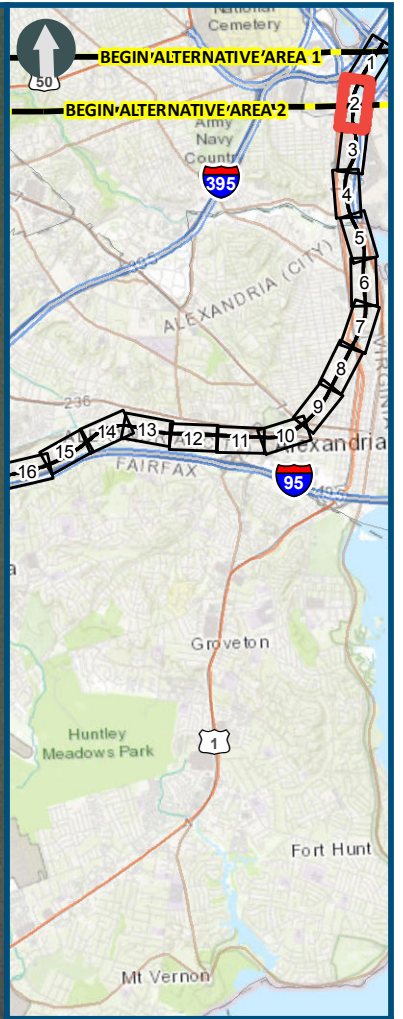 National
Cemetery
50
BEGIN ALTERNATIVE AREA 1
1
BEGIN ALTERNATIVE AREA 2
2
Army
Navy
Country
3
395
4
5
395
ALEXANDRIA (CITY)
6
7
VIRGINIA
8
236
9
14
13
12
11
10
Alexandria
15
16
FAIRFAX
95
495
a
Groveton
1
Huntley
Meadows Park
Fort Hunt
Mt Vernon